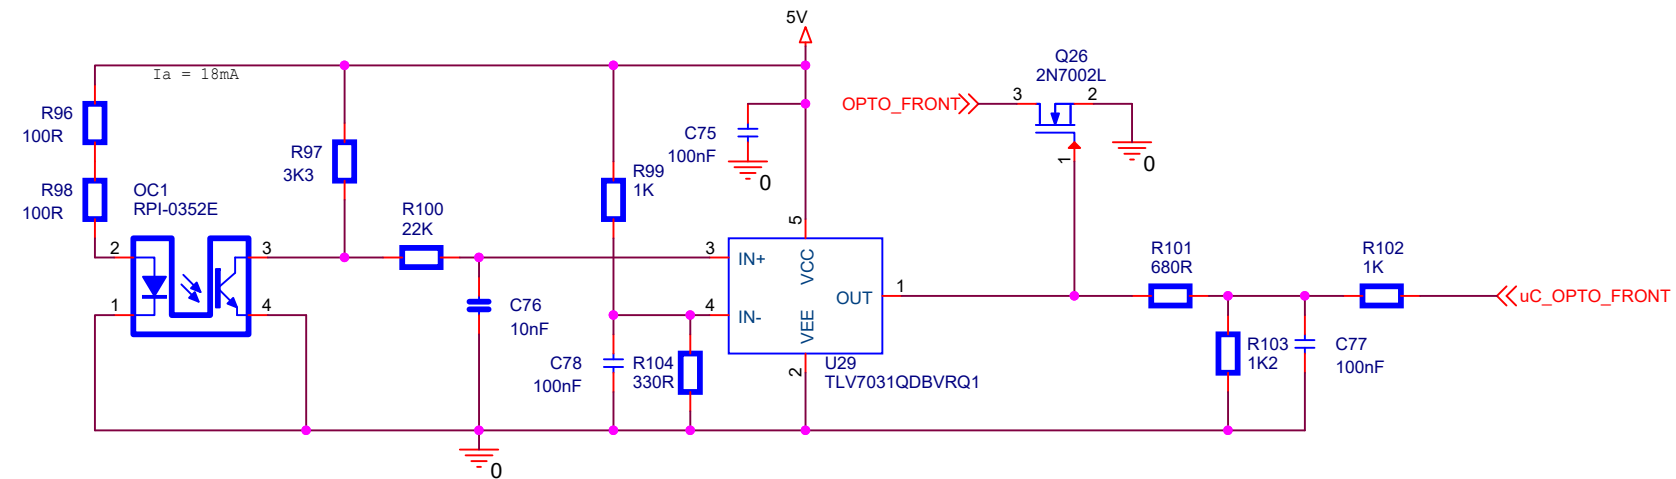 5V
Ia = 18mA
Q26
2N7002L
OPTO_FRONT
3
2
1
0
R96
100R
R97
3K3
C75
100nF
0
R99
1K
R98
100R
OC1
RPI-0352E
R100
22K
2
3
1
4
3
IN+
5
VCC
OUT
1
4
IN-
VEE
2
U29
TLV7031QDBVRQ1
C76
10nF
C78
100nF
R104
330R
R101
680R
R102
1K
uC_OPTO_FRONT
R103
1K2
C77
100nF
0